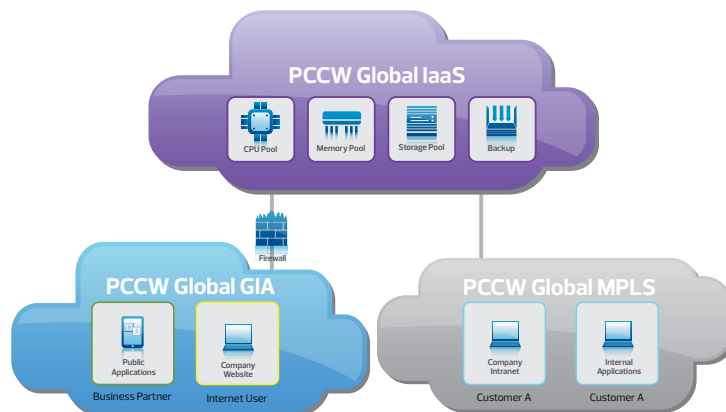 PCCW Global IaaS
CPU Pool
Memory Pool
Storage Pool
Backup
Firewall
PCCW Global GIA
Public
Applications
Company
Website
Business Partner
Internet User
PCCW Global MPLS
Company
Intranet
Internal
Applications
Customer A
Customer A